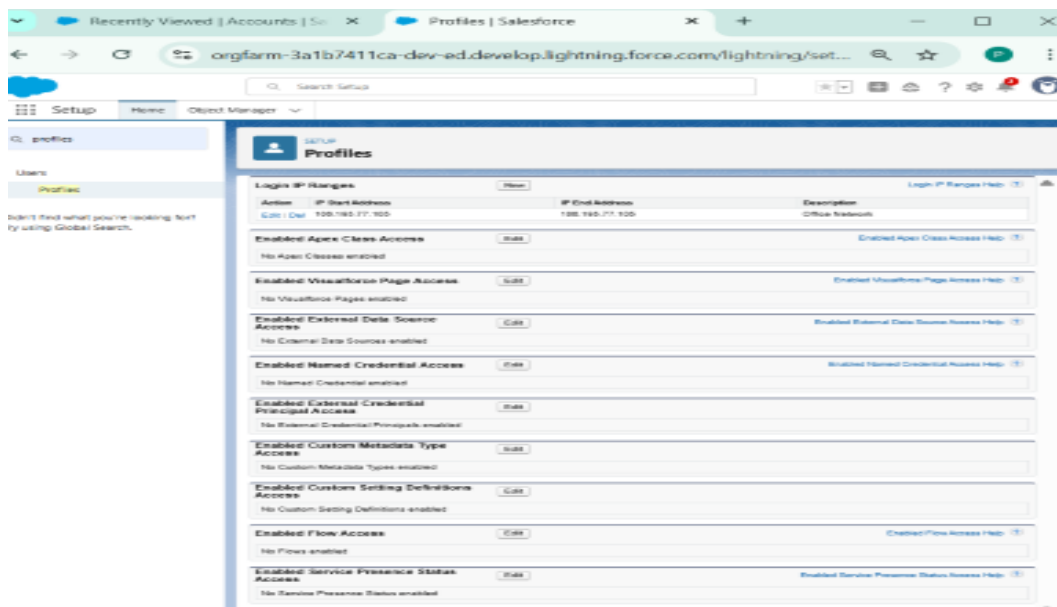 Recently Viewed | Accounts | Sa
Profiles | Salesforce
orgfarm-3a1b7411ca-dev-ed.develop.lightning.force.com/lightning/set...
P
Search Setup
Setup
Home
Object Manager
profiles
Users
Profiles
Didn't find what you're looking for?
Try using Global Search.
SETUP
Profiles
Login IP Ranges New Login IP Ranges Help
Action IP Start Address IP End Address Description
Edit | Del Office Network
Enabled Apex Class Access Edit Enabled Apex Class Access Help
No Apex Classes enabled
Enabled Visualforce Page Access Edit Enabled Visualforce Page Access Help
No Visualforce Pages enabled
Enabled External Data Source
Access
Edit Enabled External Data Source Access Help
No External Data Sources enabled
Enabled Named Credential Access Edit Enabled Named Credential Access Help
No Named Credential enabled
Enabled External Credential
Principal Access
Edit
No External Credential Principals enabled
Enabled Custom Metadata Type
Access
Edit
No Custom Metadata Types enabled
Enabled Custom Setting Definitions
Access
Edit
No Custom Setting Definitions enabled
Enabled Flow Access Edit Enabled Flow Access Help
No Flows enabled
Enabled Service Presence Status
Access
Edit Enabled Service Presence Status Access Help
No Service Presence Status enabled